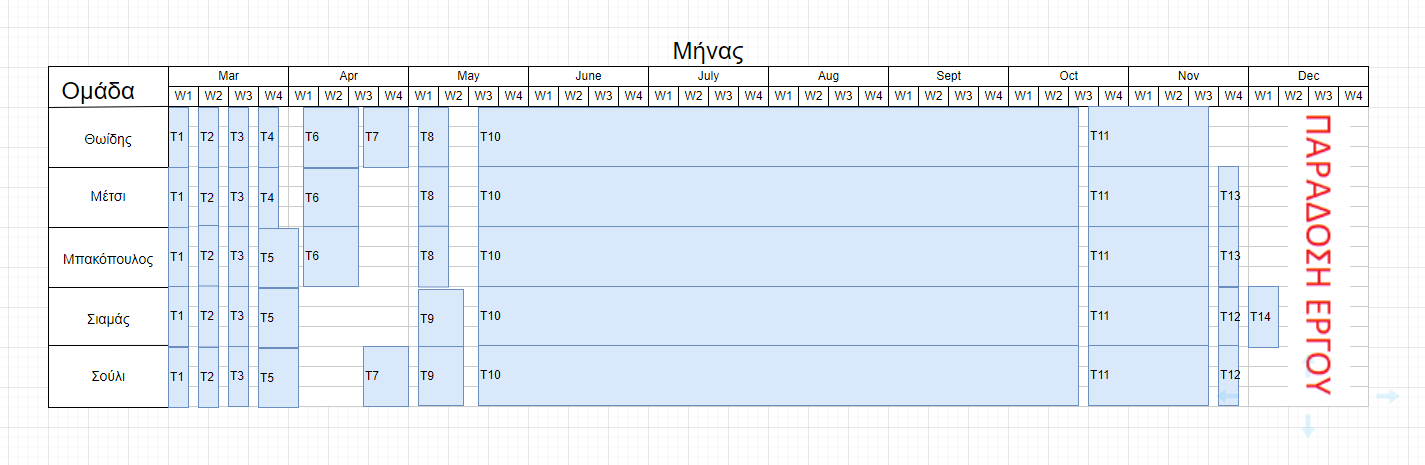 Μήνας
Ομάδα
Mar Apr May June July Aug Sept Oct Nov Dec
W1 W2 W3 W4 W1 W2 W3 W4 W1 W2 W3 W4 W1 W2 W3 W4 W1 W2 W3 W4 W1 W2 W3 W4 W1 W2 W3 W4 W1 W2 W3 W4 W1 W2 W3 W4 W1 W2 W3 W4
Θωίδης T1 T2 T3 T4 T6 T7 T8 T10 T11
Μέτσι T1 T2 T3 T4 T6 T8 T10 T11 T13
Μπακόπουλος T1 T2 T3 T5 T6 T8 T10 T11 T13
Σιαμάς T1 T2 T3 T5 T9 T10 T11 T12 T14
Σούλι T1 T2 T3 T5 T7 T9 T10 T11 T12
ΠΑΡΑΔΟΣΗ ΕΡΓΟΥ